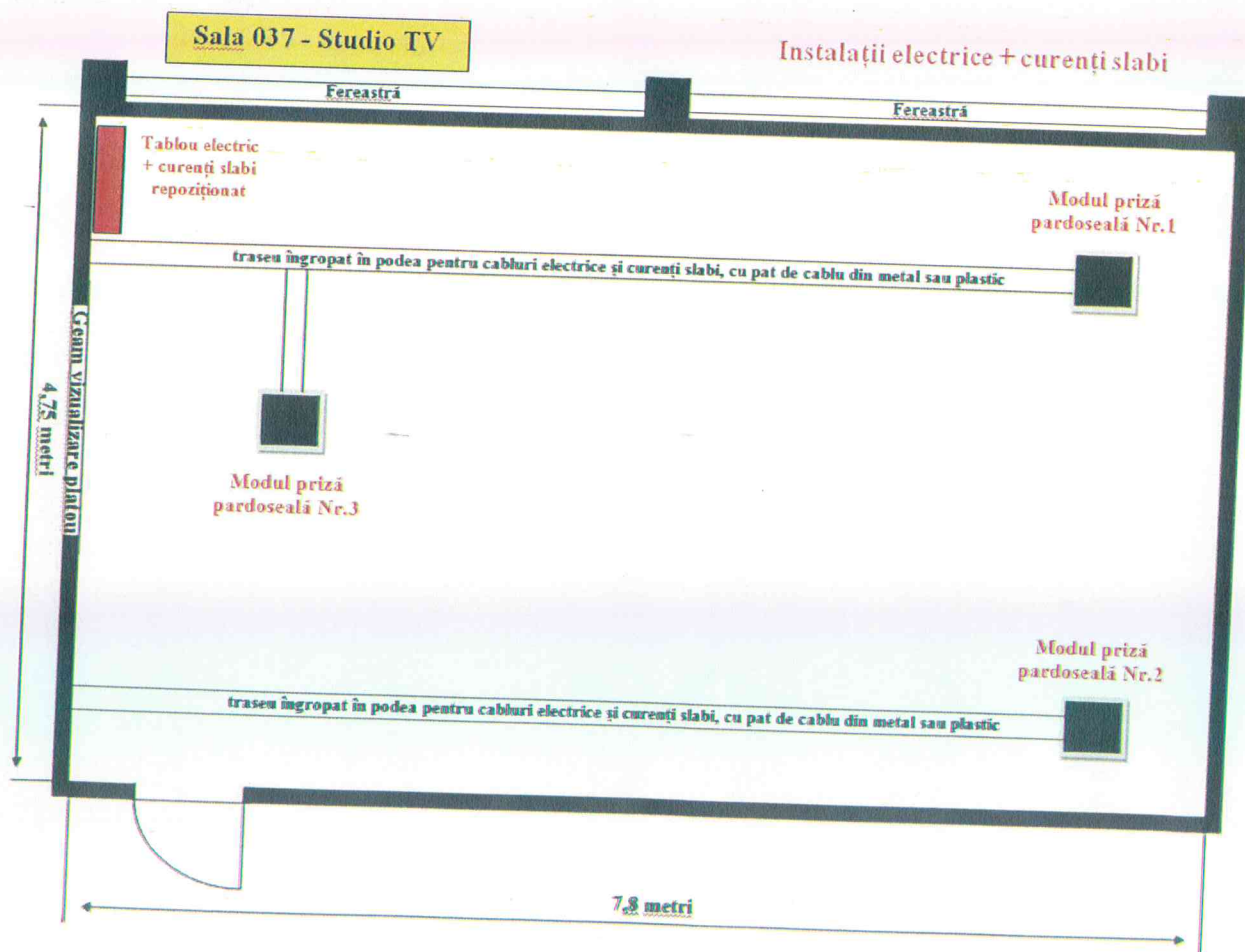 Sala 037 - Studio TV
Instalații electrice + curenți slabi
Fereastră
Fereastră
Tablou electric
+ curenți slabi
repoziționat
Modul priză
pardoseală Nr.1
traseu îngropat în podea pentru cabluri electrice și curenți slabi, cu pat de cablu din metal sau plastic
Geam vizualizare platou
4,75 metri
Modul priză
pardoseală Nr.3
Modul priză
pardoseală Nr.2
traseu îngropat în podea pentru cabluri electrice și curenți slabi, cu pat de cablu din metal sau plastic
7,8 metri